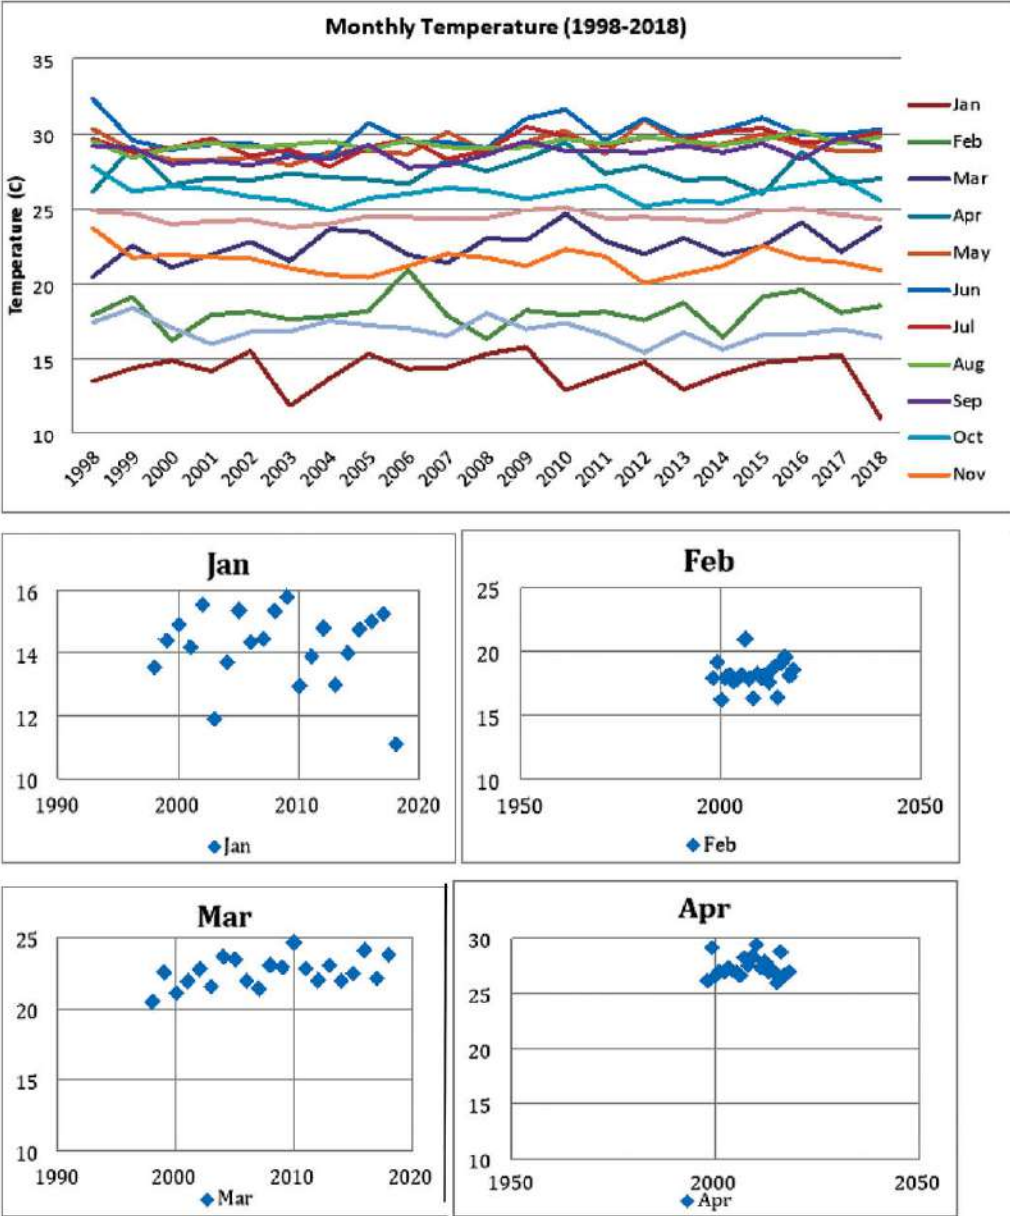 Monthly Temperature (1998-2018)
Temperature (C)
35
30
25
20
15
10
1998
1999
2000
2001
2002
2003
2004
2005
2006
2007
2008
2009
2010
2011
2012
2013
2014
2015
2016
2017
2018
Jan
Feb
Mar
Apr
May
Jun
Jul
Aug
Sep
Oct
Nov
Jan
16
14
12
10
1990 2000 2010 2020
Jan
Feb
25
20
15
10
1950 2000 2050
Feb
Mar
25
20
15
10
1990 2000 2010 2020
Mar
Apr
30
25
20
15
10
1950 2000 2050
Apr